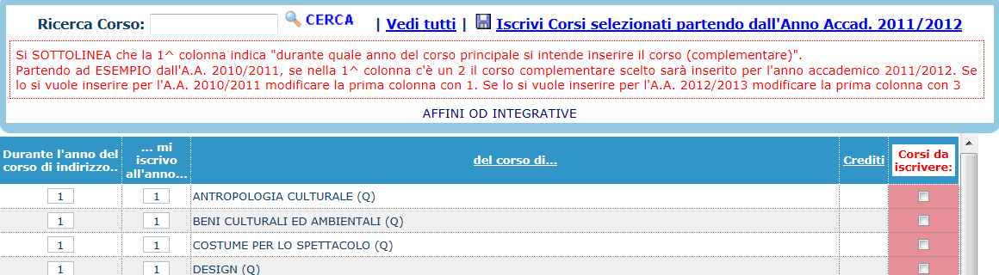 Ricerca Corso: CERCA | Vedi tutti | Iscrivi Corsi selezionati partendo dall'Anno Accad. 2011/2012
Si SOTTOLINEA che la 1^ colonna indica "durante quale anno del corso principale si intende inserire il corso (complementare)".
Partendo ad ESEMPIO dall'A.A. 2010/2011, se nella 1^ colonna c'è un 2 il corso complementare scelto sarà inserito per l'anno accademico 2011/2012. Se
lo si vuole inserire per l'A.A. 2010/2011 modificare la prima colonna con 1. Se lo si vuole inserire per l'A.A. 2012/2013 modificare la prima colonna con 3
AFFINI OD INTEGRATIVE
Durante l'anno del
corso di indirizzo..
... mi
iscrivo
all'anno...
del corso di...
Crediti
Corsi da
iscrivere:
1 1 ANTROPOLOGIA CULTURALE (Q)
1 1 BENI CULTURALI ED AMBIENTALI (Q)
1 1 COSTUME PER LO SPETTACOLO (Q)
1 1 DESIGN (Q)